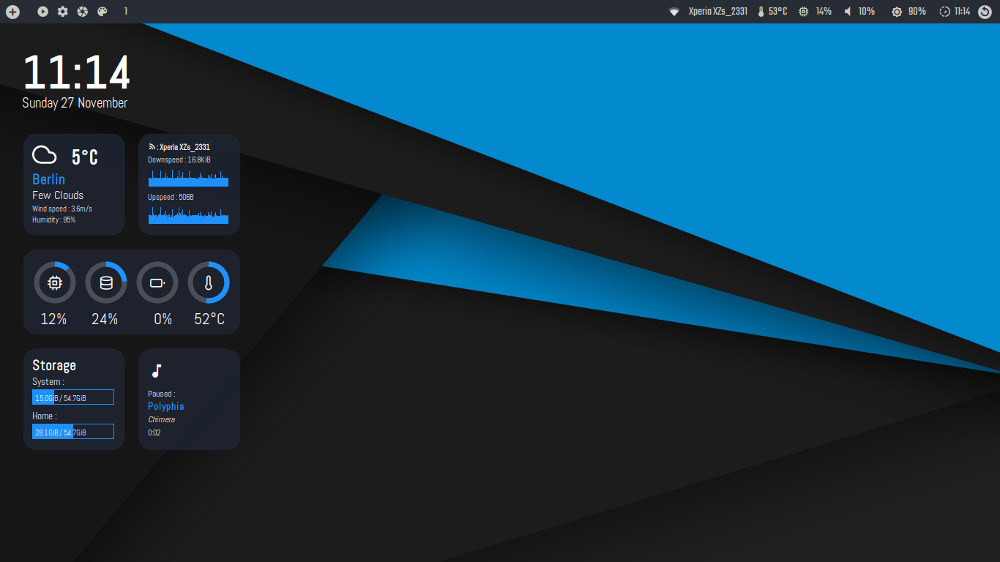 1
Xperia XZs_2331 53°C 14% 10% 90% 11:14
11:14
Sunday 27 November
5°C
Berlin
Few Clouds
Wind speed : 3.6m/s
Humidity : 95%
: Xperia XZs_2331
Downspeed : 16.8KiB
Upspeed : 506B
12% 24% 0% 52°C
Storage
System :
15.0GiB / 54.7GiB
Home :
28.1GiB / 54.7GiB
Paused :
Polyphia
Chimera
0:02